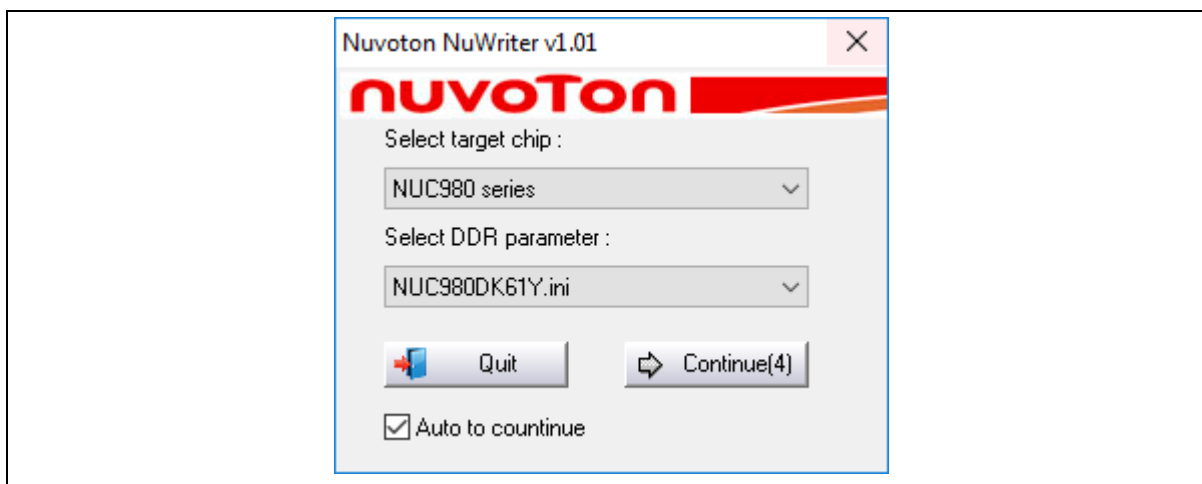 Nuvoton NuWriter v1.01
nuvoTon
Select target chip :
NUC980 series
Select DDR parameter :
NUC980DK61Y.ini
Quit Continue(4)
Auto to countinue